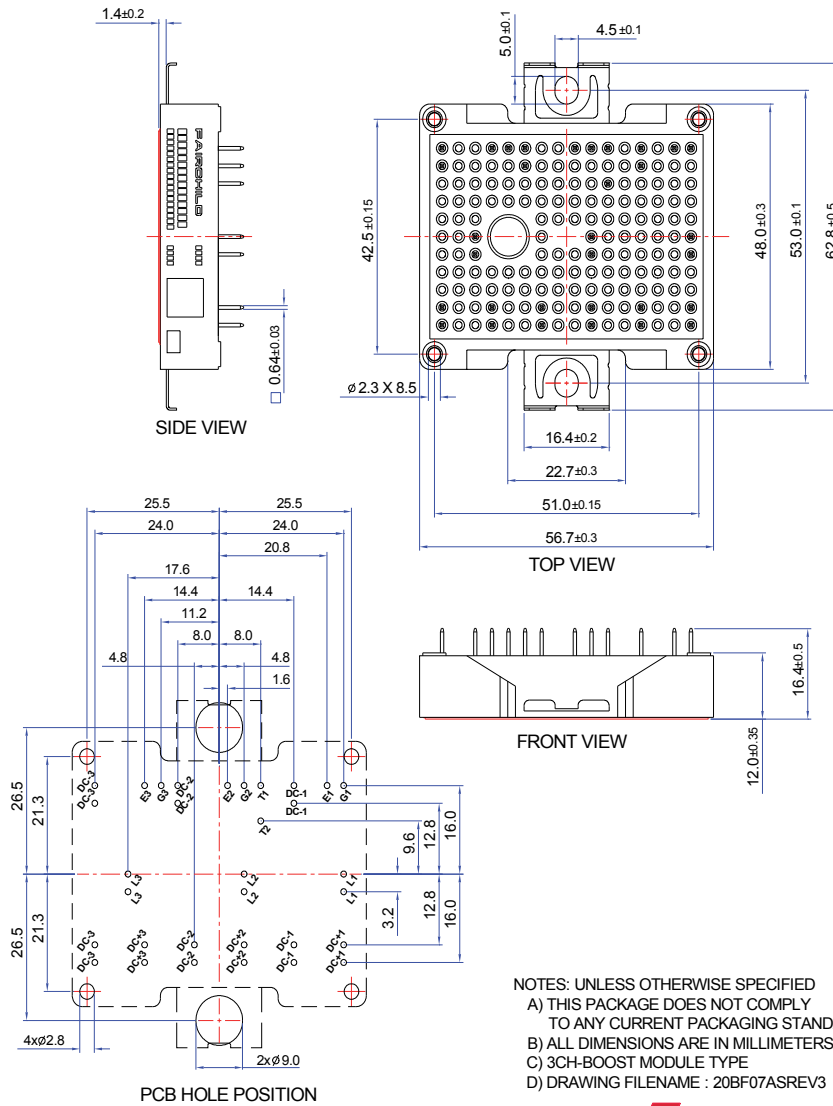 1.4±0.2
5.0±0.1
4.5±0.1
FAIRCHILD
42.5±0.15
48.0±0.3
53.0±0.1
62.8±0.5
0.64±0.03
ø2.3 X 8.5
SIDE VIEW
16.4±0.2
22.7±0.3
51.0±0.15
56.7±0.3
TOP VIEW
25.5 25.5
24.0 24.0
20.8
17.6
14.4 14.4
11.2
8.0 8.0
4.8 4.8
1.6
16.4±0.5
12.0±0.35
FRONT VIEW
26.5
21.3
DC-3 E3 G3 DC-2 E2 G2 T1 DC-1 E1 G1
DC-3 DC-2 DC-1
T2
9.6
12.8
16.0
L3 L2 L1
L3 L2 L1
3.2
12.8
16.0
26.5
21.3
DC-3 DC+3 DC-2 DC+2 DC-1 DC+1
DC-3 DC+3 DC-2 DC+2 DC-1 DC+1
4xø2.8
2xø9.0
PCB HOLE POSITION
NOTES: UNLESS OTHERWISE SPECIFIED
A) THIS PACKAGE DOES NOT COMPLY
TO ANY CURRENT PACKAGING STAND
B) ALL DIMENSIONS ARE IN MILLIMETERS
C) 3CH-BOOST MODULE TYPE
D) DRAWING FILENAME : 20BF07ASREV3